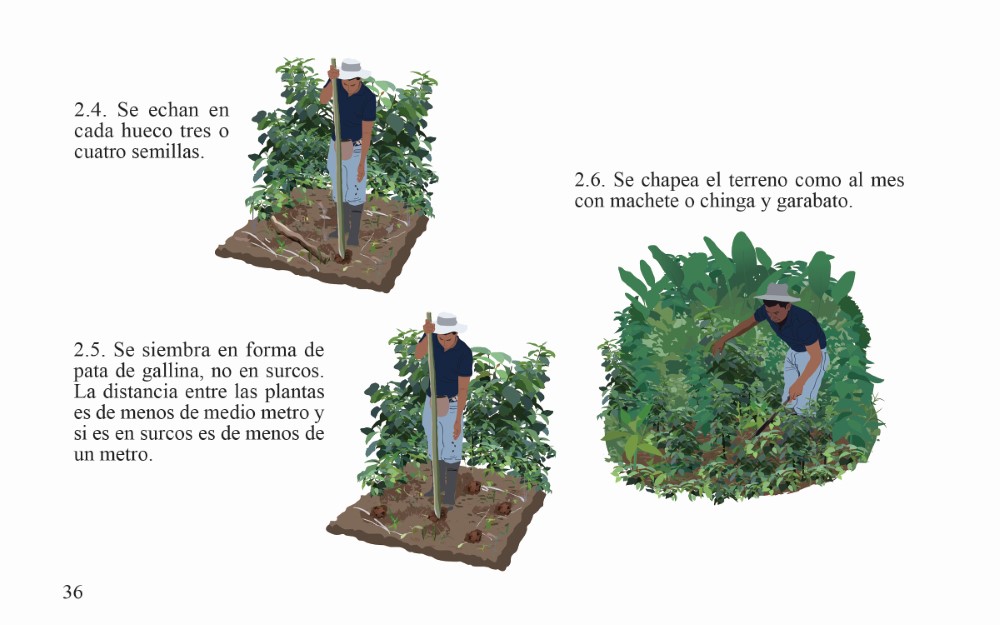 2.4. Se echan en
cada hueco tres o
cuatro semillas.
2.5. Se siembra en forma de
pata de gallina, no en surcos.
La distancia entre las plantas
es de menos de medio metro y
si es en surcos es de menos de
un metro.
2.6. Se chapea el terreno como al mes
con machete o chinga y garabato.
36